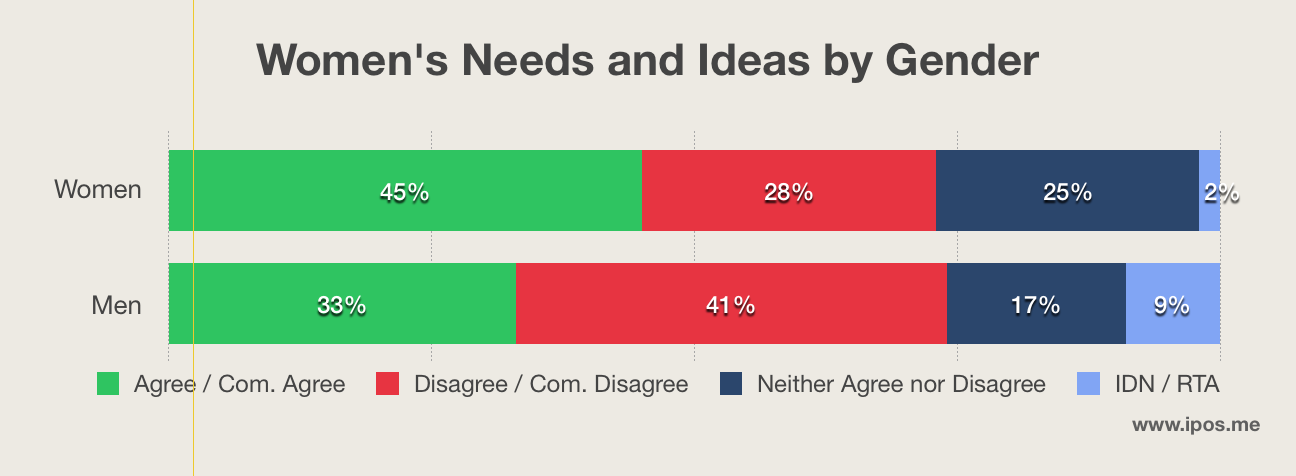 Women's Needs and Ideas by Gender
Women 45% 28% 25% 2%
Men 33% 41% 17% 9%
Agree / Com. Agree Disagree / Com. Disagree Neither Agree nor Disagree IDN / RTA
www.ipos.me